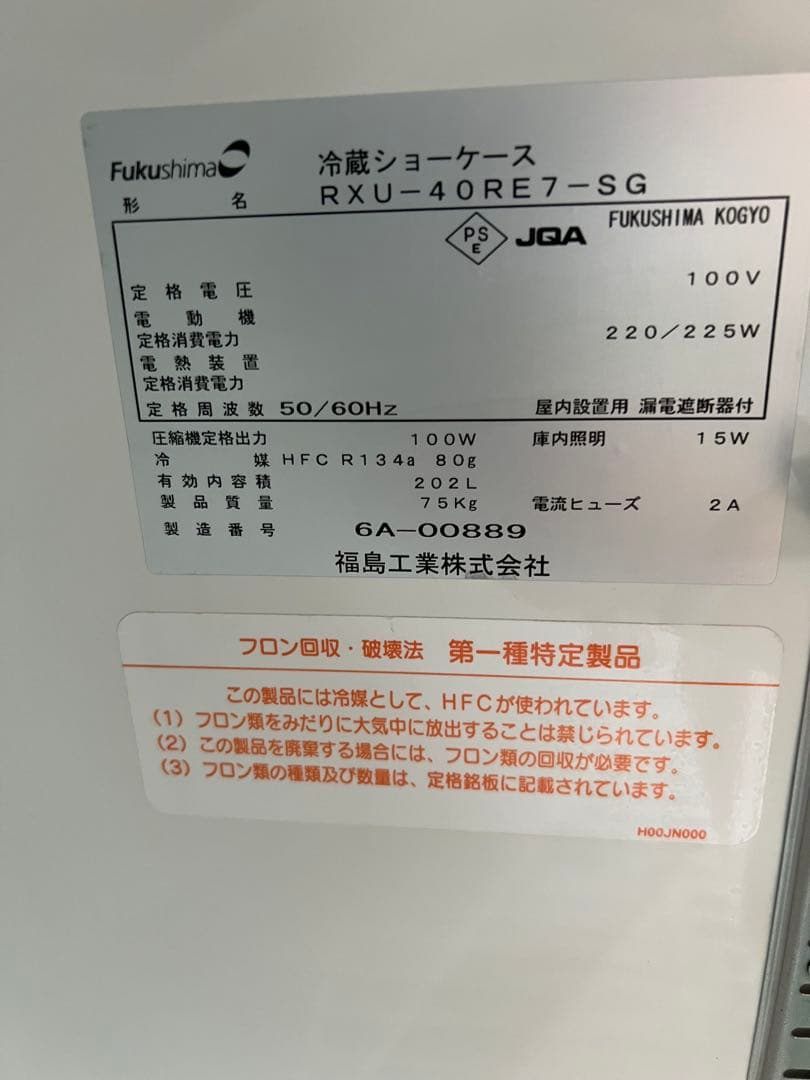 Fukushima 冷蔵ショーケース
形名 RXU-40RE7-SG
PS E JQA FUKUSHIMA KOGYO
定格電圧 100V
電動機
定格消費電力 220/225W
電熱装置
定格消費電力
定格周波数 50/60Hz 屋内設置用 漏電遮断器付
圧縮機定格出力 100W 庫内照明 15W
冷媒 HFC R134a 80g
有効内容積 202L
製品質量 75Kg 電流ヒューズ 2A
製造番号 6A-00889
福島工業株式会社
フロン回収・破壊法 第一種特定製品
この製品には冷媒として、HFCが使われています。
(1) フロン類をみだりに大気中に放出することは禁じられています。
(2) この製品を廃棄する場合には、フロン類の回収が必要です。
(3) フロン類の種類及び数量は、定格銘板に記載されています。
H00JN000